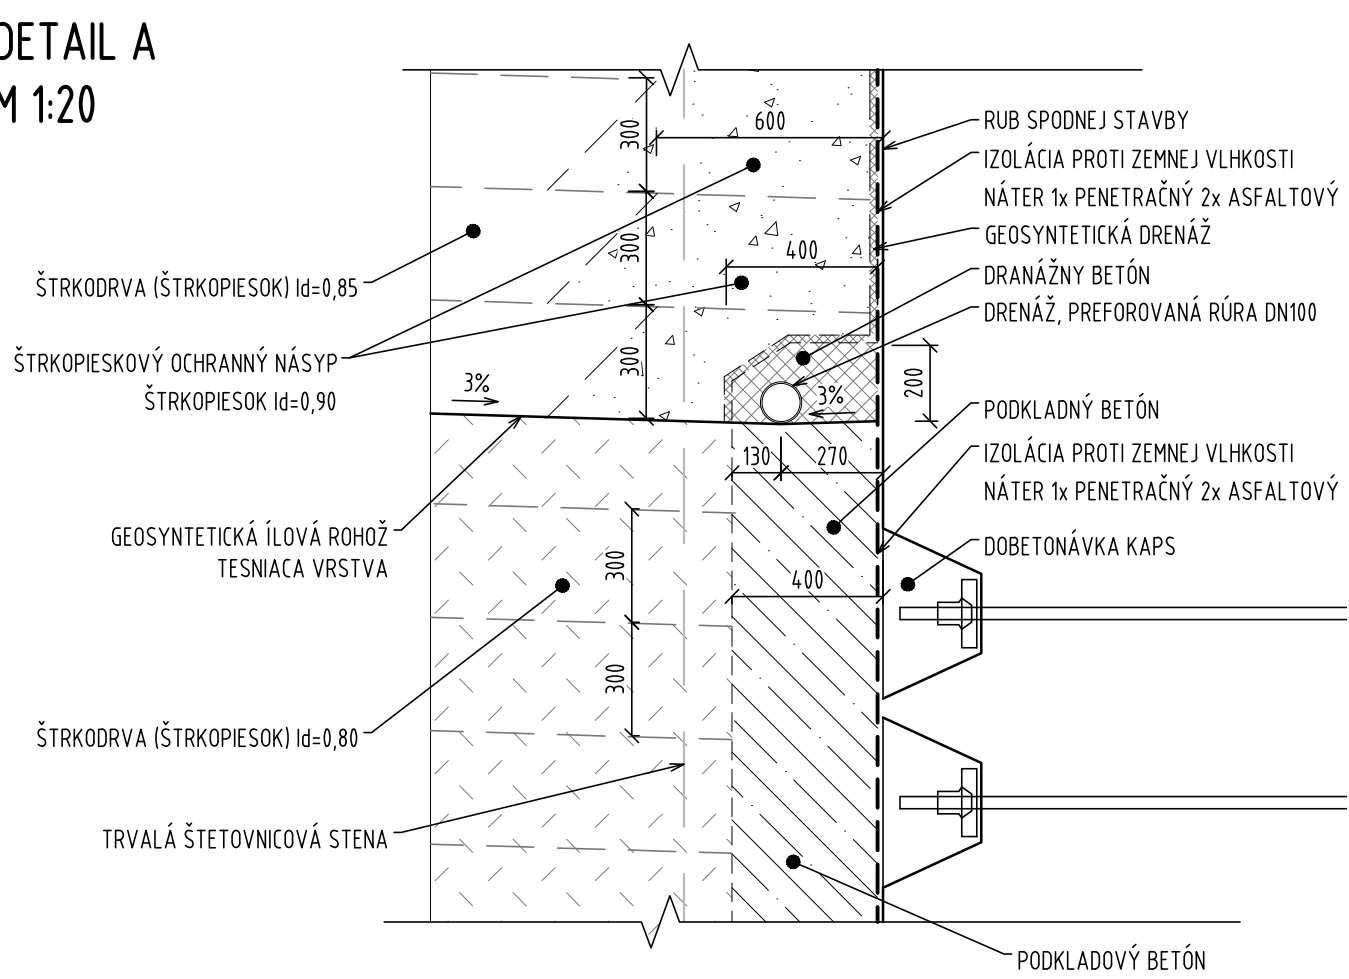 DETAIL A
M 1:20
600
300
RUB SPODNEJ STAVBY
IZOLÁCIA PROTI ZEMNEJ VLHKOSTI
NÁTER 1x PENETRAČNÝ 2x ASFALTOVÝ
GEOSYNTETICKÁ DRENÁŽ
300
400
DRANÁŽNY BETÓN
ŠTRKODRVA (ŠTRKOPIESOK) Id=0,85
DRENÁŽ, PREFOROVANÁ RÚRA DN100
ŠTRKOPIESKOVÝ OCHRANNÝ NÁSYP
ŠTRKOPIESOK Id=0,90
300
200
3%
3%
PODKLADNÝ BETÓN
130
270
IZOLÁCIA PROTI ZEMNEJ VLHKOSTI
NÁTER 1x PENETRAČNÝ 2x ASFALTOVÝ
GEOSYNTETICKÁ ÍLOVÁ ROHOŽ
TESNIACA VRSTVA
DOBETONÁVKA KAPS
300
400
300
ŠTRKODRVA (ŠTRKOPIESOK) Id=0,80
TRVALÁ ŠTETOVNICOVÁ STENA
PODKLADOVÝ BETÓN